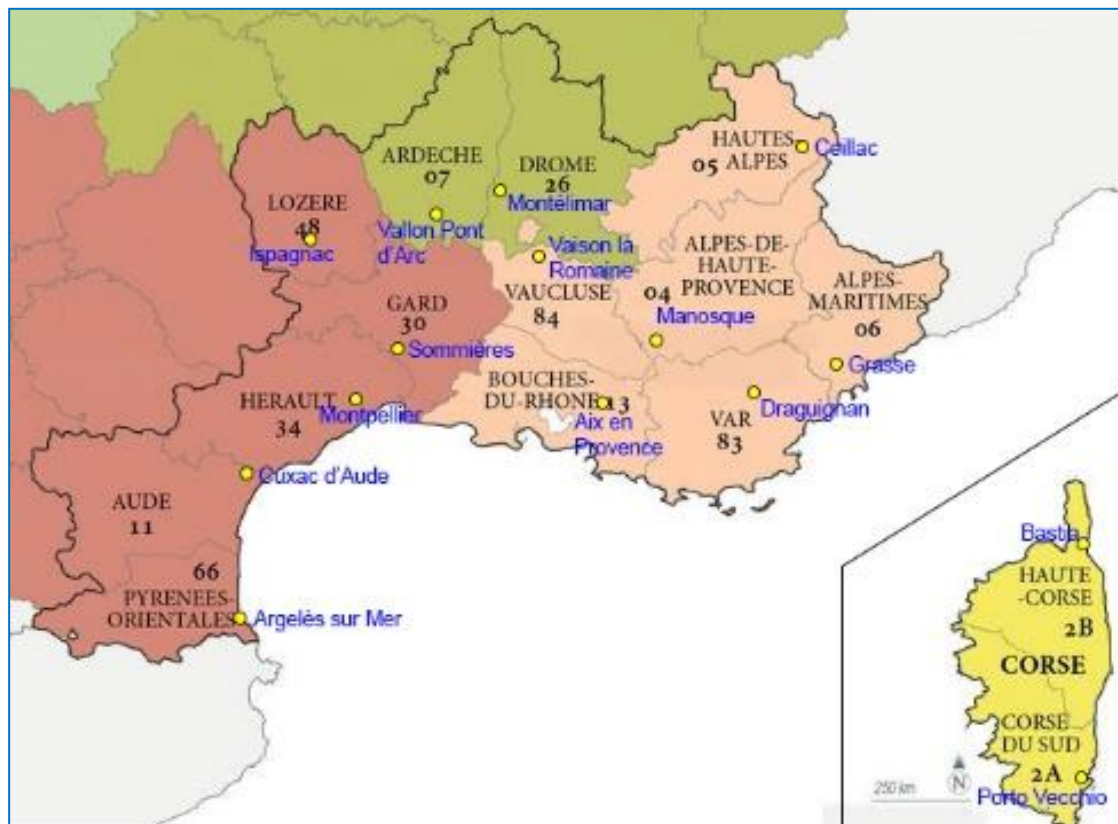 HAUTES
ALPES
05
Ceillac
ARDECHE
07
DROME
26
Montélimar
LOZERE
48
Ispagnac
Vallon Pont
d'Arc
Vaison la
Romaine
VAUCLUSE
84
ALPES-DE-
HAUTE-
PROVENCE
04
Manosque
ALPES-
MARITIMES
06
GARD
30
Sommières
Grasse
BOUCHES-
DU-RHONE 13
Aix en
Provence
HERAULT
34
Montpellier
VAR
83
Draguignan
Cuxac d'Aude
AUDE
11
66
PYRENEES-
ORIENTALES
Argelès sur Mer
Bastia
HAUTE
-CORSE
2B
CORSE
CORSE
DU SUD
2A
Porto Vecchio
250 km
N